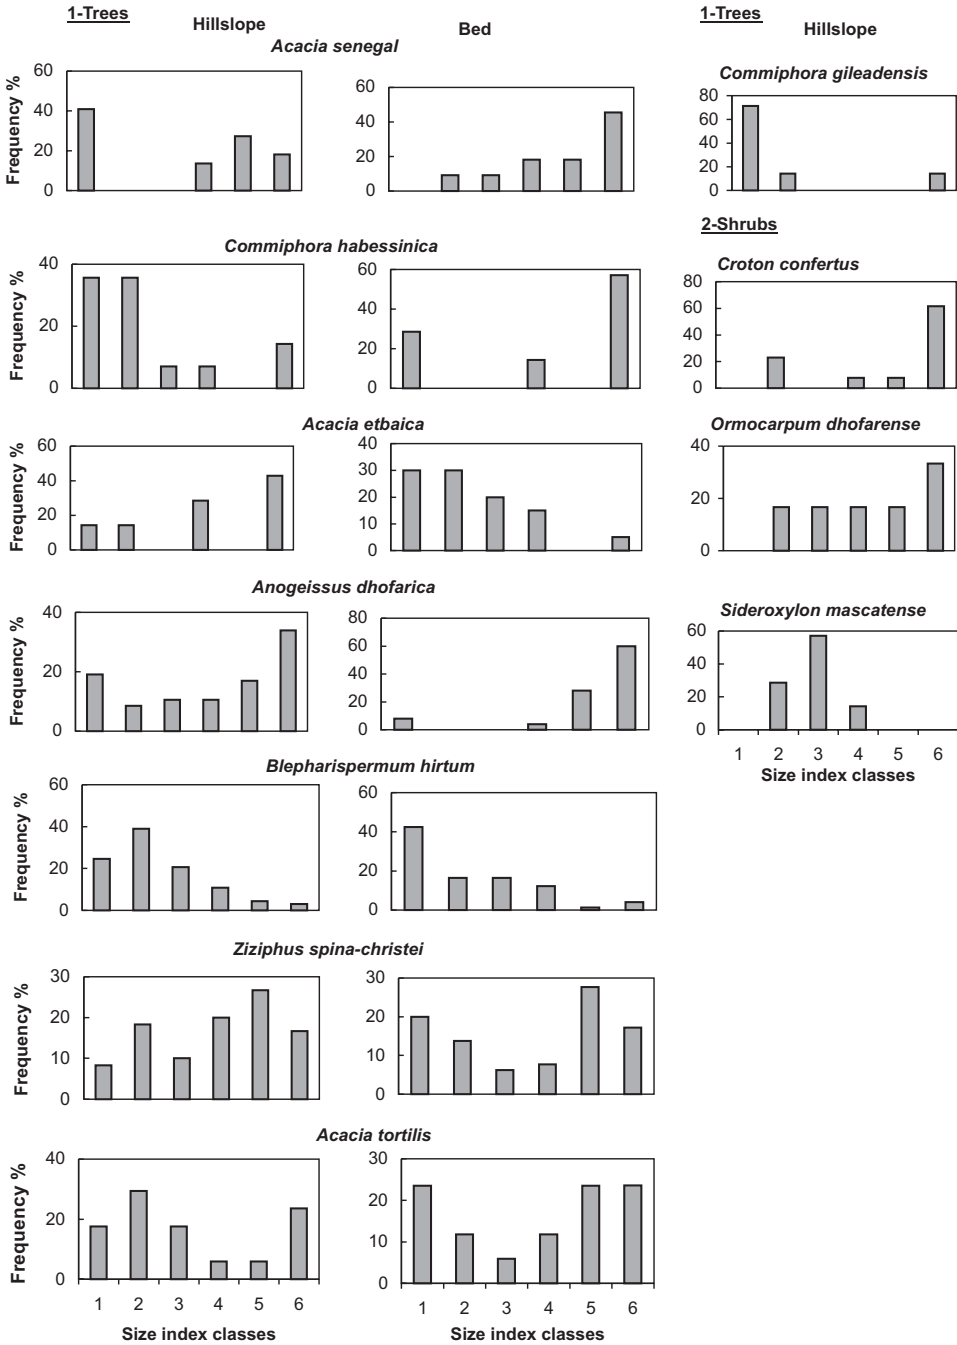 1-Trees
Hillslope
Bed
Acacia senegal
Frequency %
60
40
20
0
60
40
20
0
Commiphora habessinica
Frequency %
40
20
0
60
40
20
0
Acacia etbaica
Frequency %
60
40
20
0
40
30
20
10
0
Anogeissus dhofarica
Frequency %
40
20
0
80
60
40
20
0
Blepharispermum hirtum
Frequency %
60
40
20
0
60
40
20
0
Ziziphus spina-christei
Frequency %
30
20
10
0
30
20
10
0
Acacia tortilis
Frequency %
40
20
0
1 2 3 4 5 6
Size index classes
30
20
10
0
1 2 3 4 5 6
Size index classes
1-Trees
Hillslope
Commiphora gileadensis
80
60
40
20
0
2-Shrubs
Croton confertus
80
60
40
20
0
Ormocarpum dhofarense
40
20
0
Sideroxylon mascatense
60
40
20
0
1 2 3 4 5 6
Size index classes